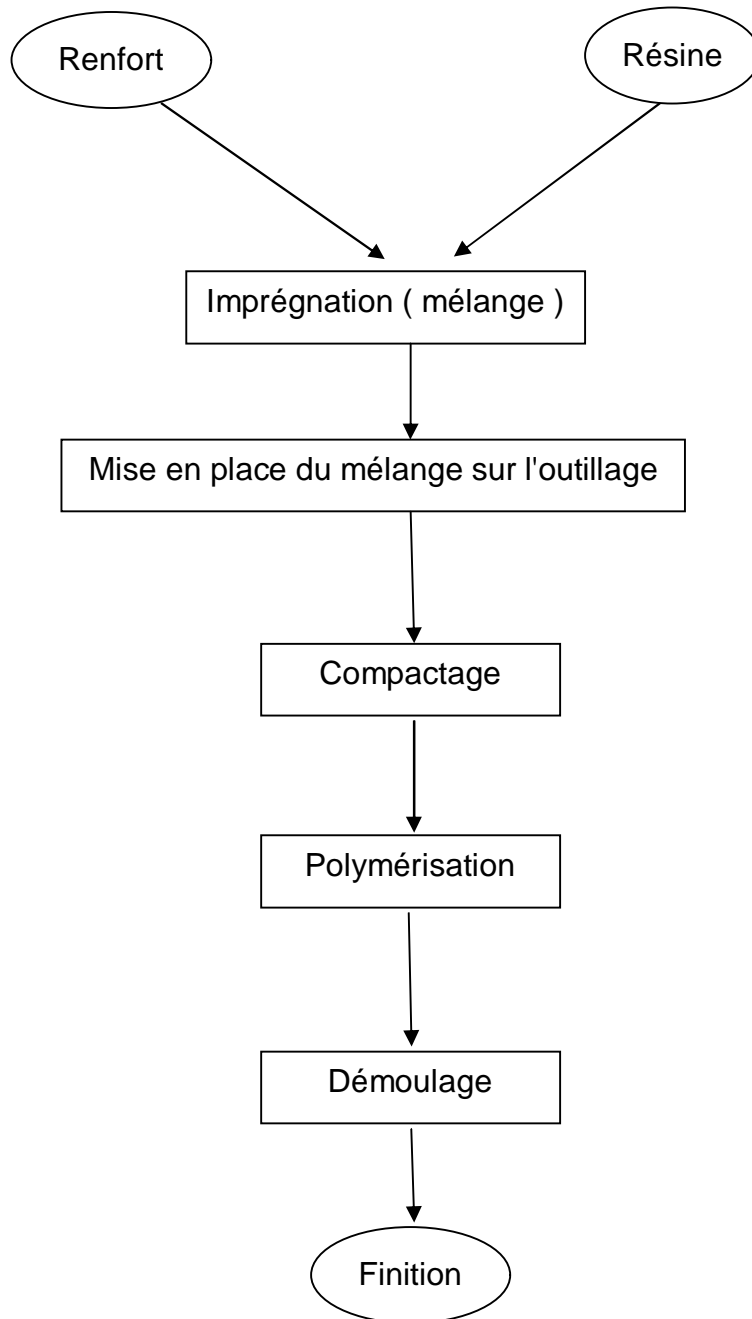 Renfort
Résine
Imprégnation ( mélange )
Mise en place du mélange sur l'outillage
Compactage
Polymérisation
Démoulage
Finition